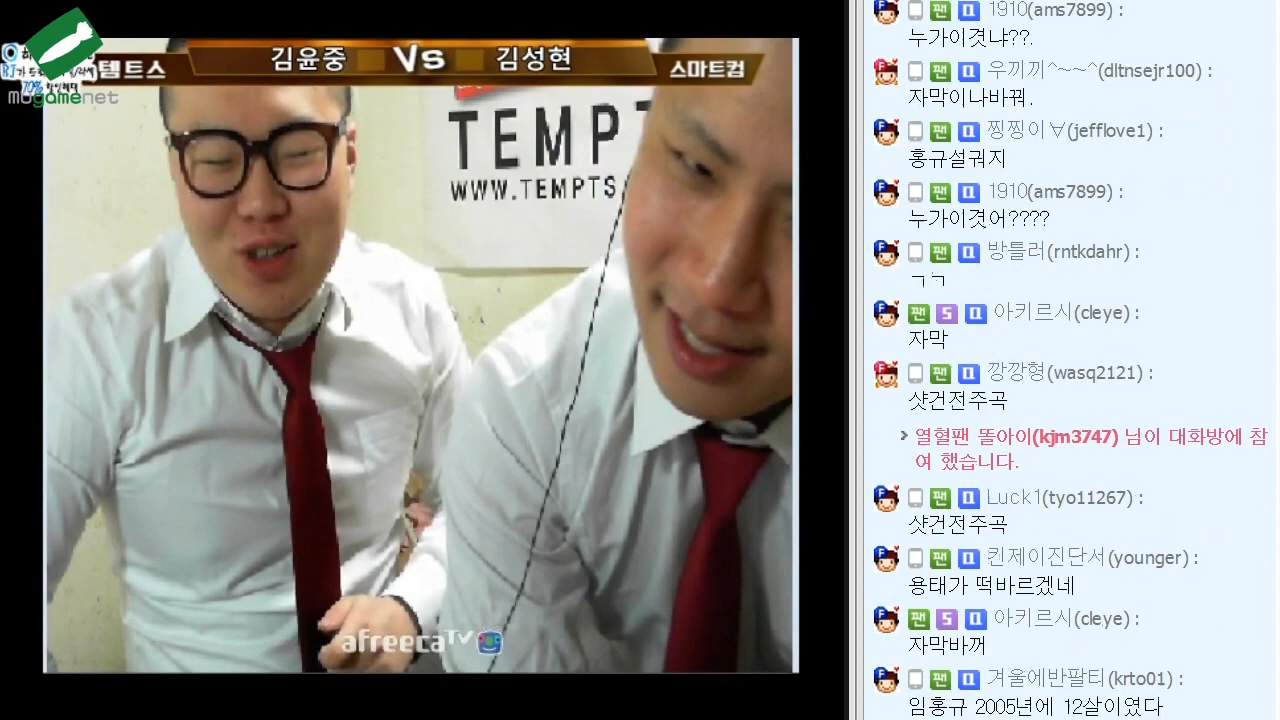 김윤중 Vs 김성현
템트스
스마트컴
mugamenet
TEMPT
WWW.TEMPTS
afreecaTV
1910(ams7899) :
누가이겻냐??
우끼끼^~~^(dltnsejr100) :
자막이나바꿔
찡찡이∀(jefflove1) :
홍규설궈지
1910(ams7899) :
누가이겻어????
방틀러(rntkdahr) :
ㄱㄱ
팬 S 아키르시(cleye) :
자막
깡깡형(wasq2121) :
샷건전주곡
열혈팬 똘아이(kjm3747) 님이 대화방에 참
여 했습니다.
Luck1(tyo11267) :
샷건전주곡
킨제이진단서(younger) :
용태가 떡바르겠네
팬 S 아키르시(cleye) :
자막바꺼
겨울에반팔티(krto01) :
임홍규 2005년에 12살이였다